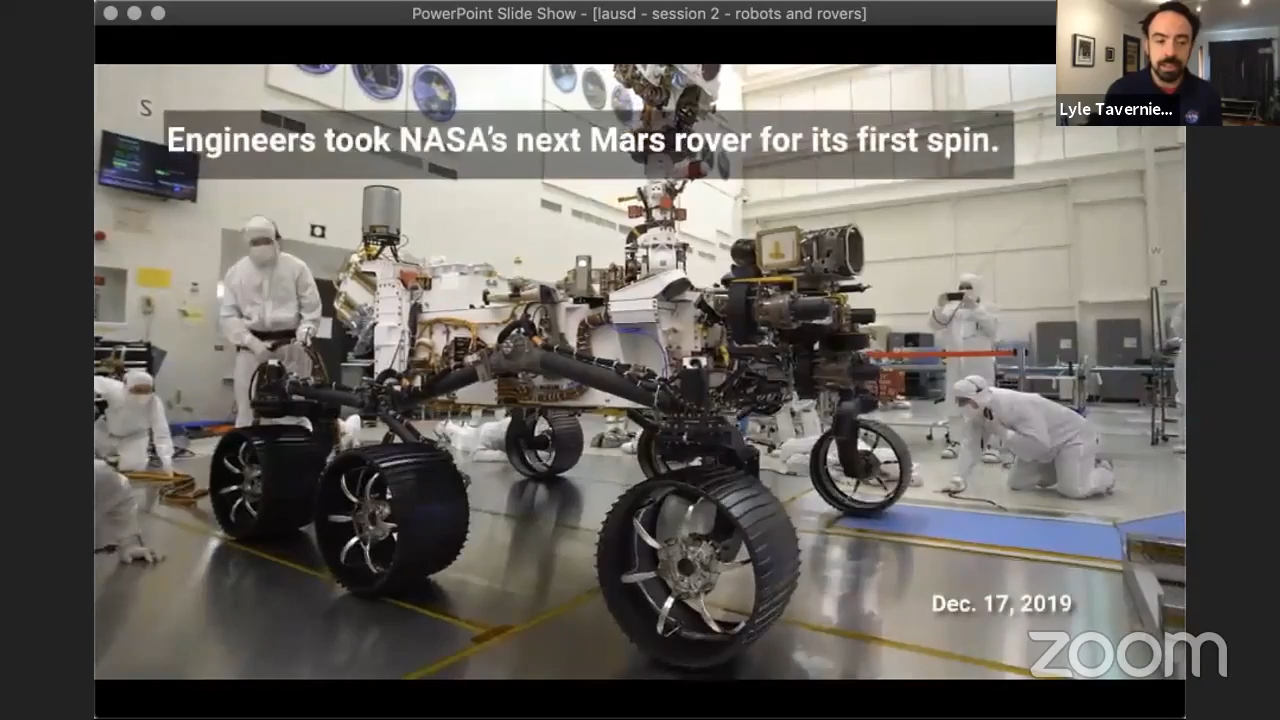 PowerPoint Slide Show - [lausd - session 2 - robots and rovers]
Lyle Tavernie...
S
Engineers took NASA's next Mars rover for its first spin.
W
Dec. 17, 2019
zoom